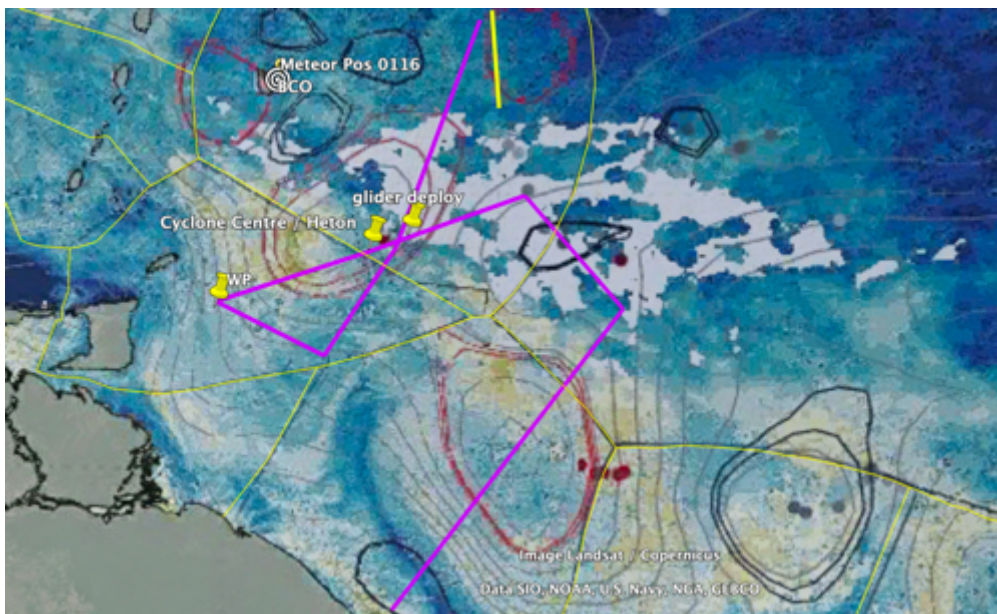 Meteor Pos 0116
BCO
glider deploy
Cyclone Centre / Heton
WP
Image Landsat / Copernicus
Data SIO, NOAA, U.S. Navy, NGA, GEBCO